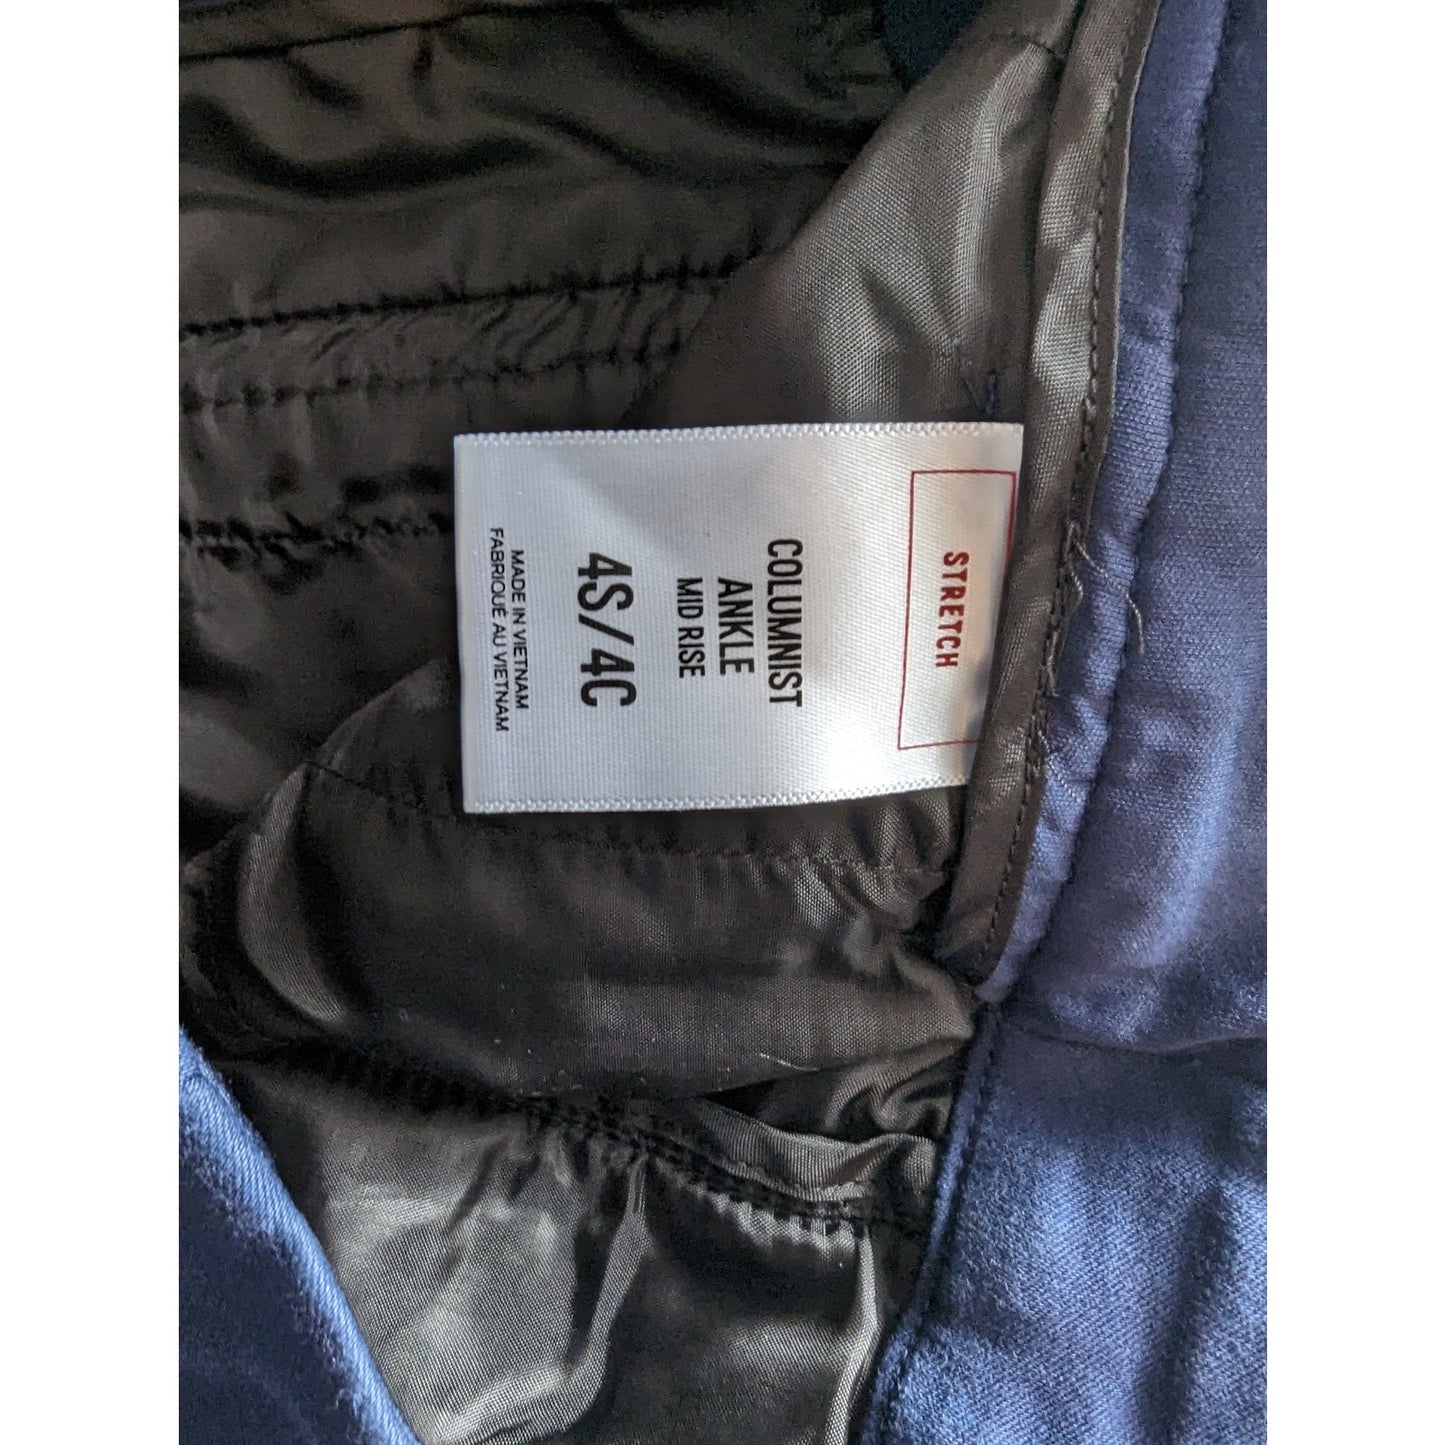 STRETCH
COLUMNIST
ANKLE
MID RISE
4S/4C
MADE IN VIETNAM
FABRIQUÉ AU VIETNAM